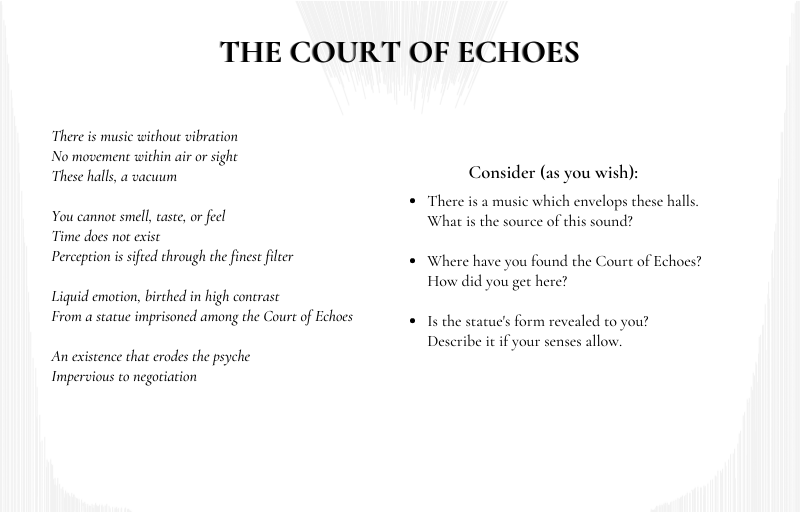 THE COURT OF ECHOES
There is music without vibration
No movement within air or sight
These halls, a vacuum
You cannot smell, taste, or feel
Time does not exist
Perception is sifted through the finest filter
Liquid emotion, birthed in high contrast
From a statue imprisoned among the Court of Echoes
An existence that erodes the psyche
Impervious to negotiation
Consider (as you wish):
• There is a music which envelops these halls.
What is the source of this sound?
• Where have you found the Court of Echoes?
How did you get here?
• Is the statue's form revealed to you?
Describe it if your senses allow.